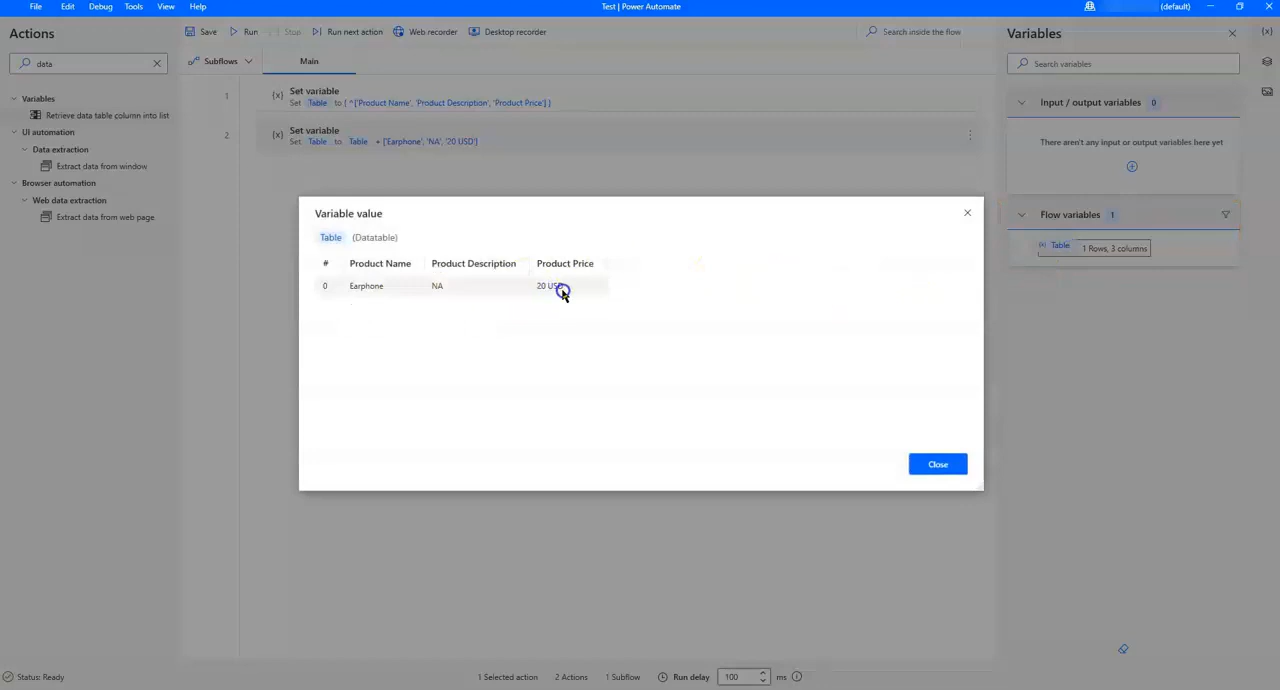 File Edit Debug Tools View Help
Test | Power Automate
(default)
Actions
data
Variables
Retrieve data table column into list
UI automation
Data extraction
Extract data from window
Browser automation
Web data extraction
Extract data from web page
Save Run Stop Run next action Web recorder Desktop recorder
Search inside the flow
Subflows
Main
1
Set variable
Set Table to { ^['Product Name', 'Product Description', 'Product Price'] }
2
Set variable
Set Table to Table + ['Earphone', 'NA', '20 USD']
Variable value
Table (Datatable)
# Product Name Product Description Product Price
0 Earphone NA 20 USD
Close
Variables
{x}
Search variables
Input / output variables 0
There aren't any input or output variables here yet
Flow variables 1
Table 1 Rows, 3 columns
Status: Ready
1 Selected action 2 Actions 1 Subflow Run delay 100 ms